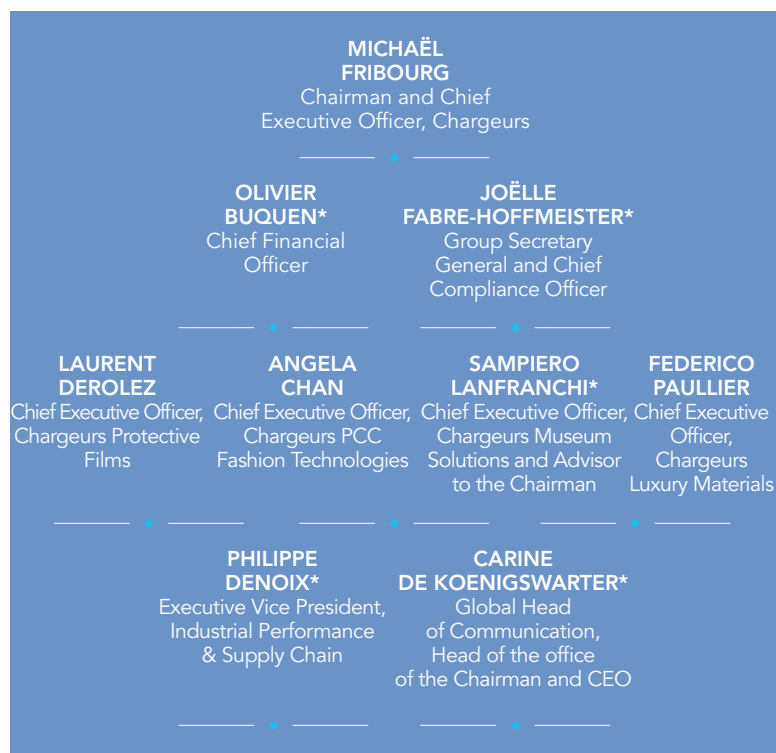 MICHAËL
FRIBOURG
Chairman and Chief
Executive Officer, Chargeurs
OLIVIER
BUQUEN*
Chief Financial
Officer
JOËLLE
FABRE-HOFFMEISTER*
Group Secretary
General and Chief
Compliance Officer
LAURENT
DEROLEZ
Chief Executive Officer,
Chargeurs Protective
Films
ANGELA
CHAN
Chief Executive Officer,
Chargeurs PCC
Fashion Technologies
SAMPIERO
LANFRANCHI*
Chief Executive Officer,
Chargeurs Museum
Solutions and Advisor
to the Chairman
FEDERICO
PAULLIER
Chief Executive
Officer,
Chargeurs
Luxury Materials
PHILIPPE
DENOIX*
Executive Vice President,
Industrial Performance
& Supply Chain
CARINE
DE KOENIGSWARTER*
Global Head
of Communication,
Head of the office
of the Chairman and CEO